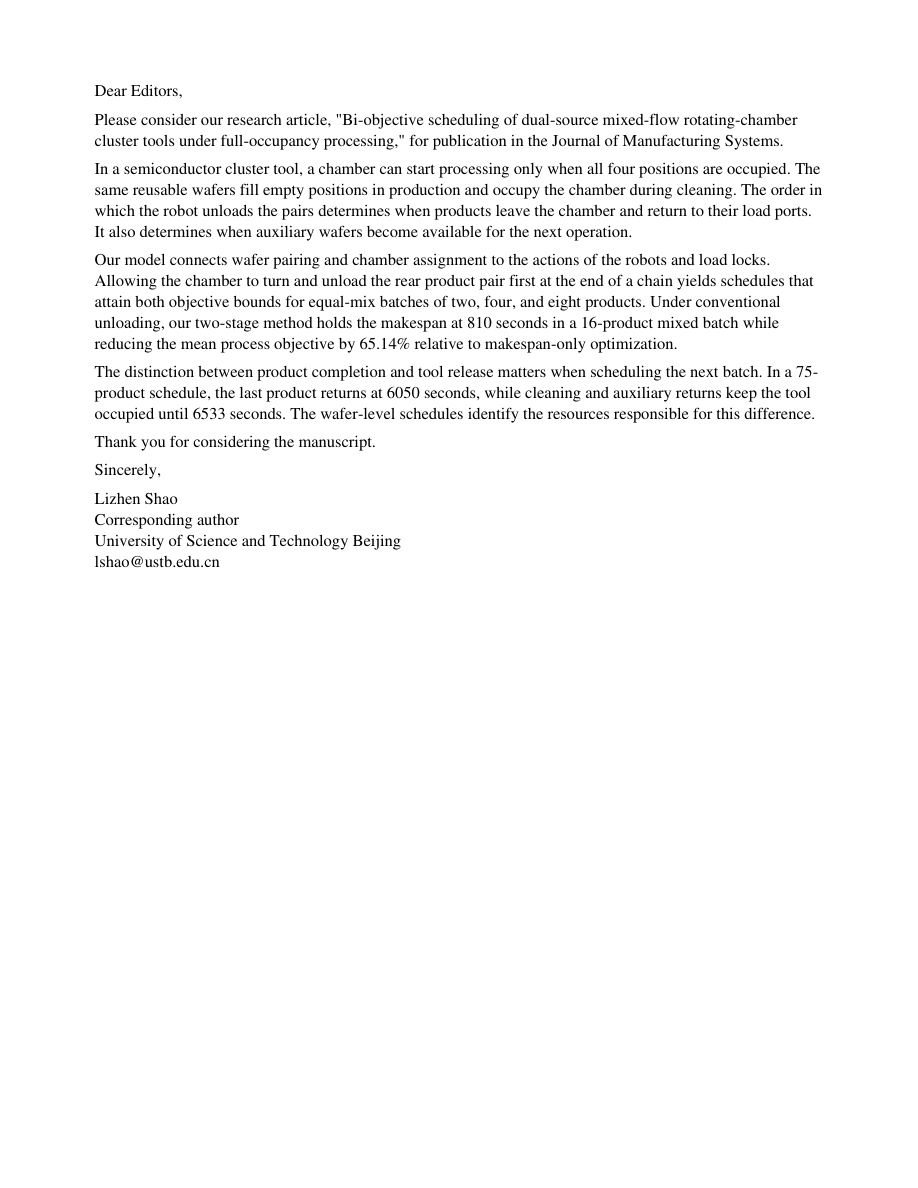 Dear Editors,
Please consider our research article, "Bi-objective scheduling of dual-source mixed-flow rotating-chamber
cluster tools under full-occupancy processing," for publication in the Journal of Manufacturing Systems.
In a semiconductor cluster tool, a chamber can start processing only when all four positions are occupied. The
same reusable wafers fill empty positions in production and occupy the chamber during cleaning. The order in
which the robot unloads the pairs determines when products leave the chamber and return to their load ports.
It also determines when auxiliary wafers become available for the next operation.
Our model connects wafer pairing and chamber assignment to the actions of the robots and load locks.
Allowing the chamber to turn and unload the rear product pair first at the end of a chain yields schedules that
attain both objective bounds for equal-mix batches of two, four, and eight products. Under conventional
unloading, our two-stage method holds the makespan at 810 seconds in a 16-product mixed batch while
reducing the mean process objective by 65.14% relative to makespan-only optimization.
The distinction between product completion and tool release matters when scheduling the next batch. In a 75-
product schedule, the last product returns at 6050 seconds, while cleaning and auxiliary returns keep the tool
occupied until 6533 seconds. The wafer-level schedules identify the resources responsible for this difference.
Thank you for considering the manuscript.
Sincerely,
Lizhen Shao
Corresponding author
University of Science and Technology Beijing
lshao@ustb.edu.cn